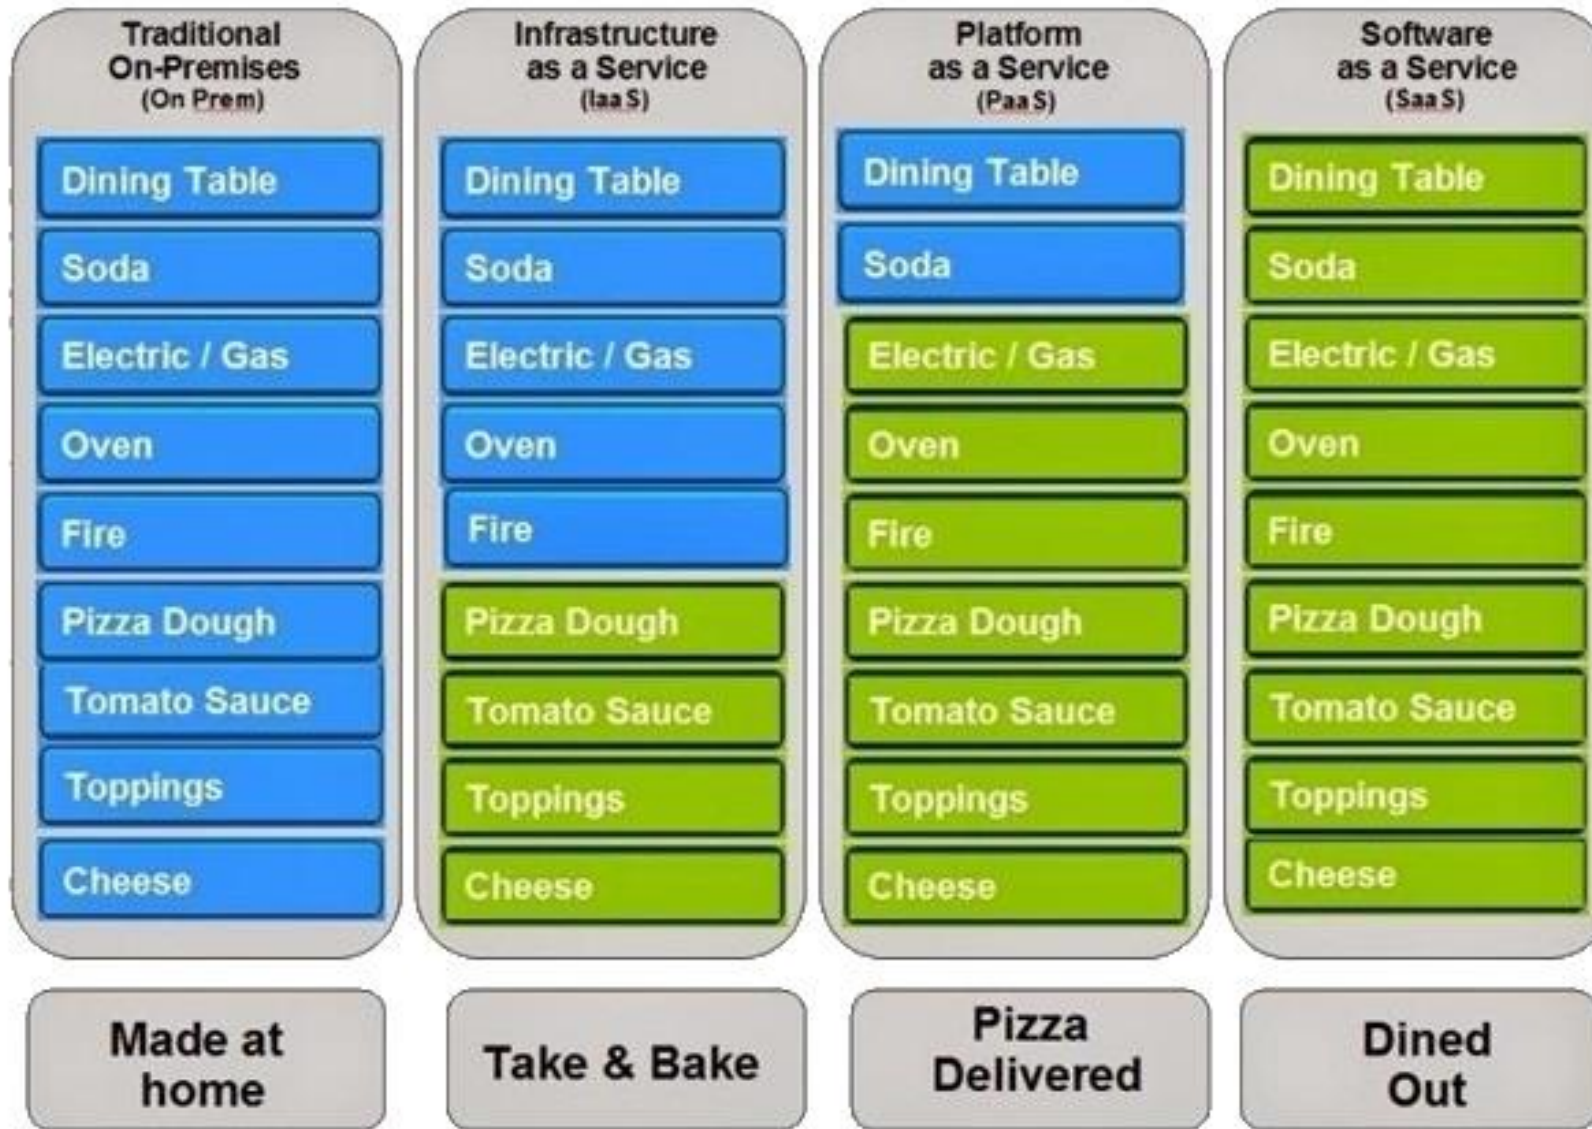 Traditional
On-Premises
(On Prem)
Dining Table
Soda
Electric / Gas
Oven
Fire
Pizza Dough
Tomato Sauce
Toppings
Cheese
Made at
home
Infrastructure
as a Service
(IaaS)
Dining Table
Soda
Electric / Gas
Oven
Fire
Pizza Dough
Tomato Sauce
Toppings
Cheese
Take & Bake
Platform
as a Service
(PaaS)
Dining Table
Soda
Electric / Gas
Oven
Fire
Pizza Dough
Tomato Sauce
Toppings
Cheese
Pizza
Delivered
Software
as a Service
(SaaS)
Dining Table
Soda
Electric / Gas
Oven
Fire
Pizza Dough
Tomato Sauce
Toppings
Cheese
Dined
Out